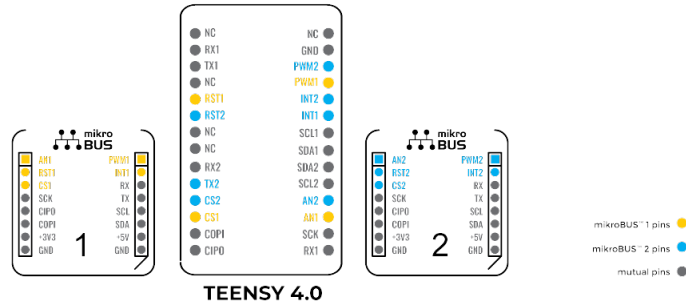 mikro
BUS
AN1 PWM1
RST1 INT1
CS1 RX
SCK TX
CIPO SCL
COPI SDA
+3V3 +5V
GND GND
1
NC NC
RX1 GND
TX1 PWM2
NC PWM1
RST1 INT2
RST2 INT1
NC SCL1
NC SDA1
RX2 SDA2
TX2 SCL2
CS2 AN2
CS1 AN1
COPI SCK
CIPO RX1
TEENSY 4.0
mikro
BUS
AN2 PWM2
RST2 INT2
CS2 RX
SCK TX
CIPO SCL
COPI SDA
+3V3 +5V
GND GND
2
mikroBUS™ 1 pins
mikroBUS™ 2 pins
mutual pins